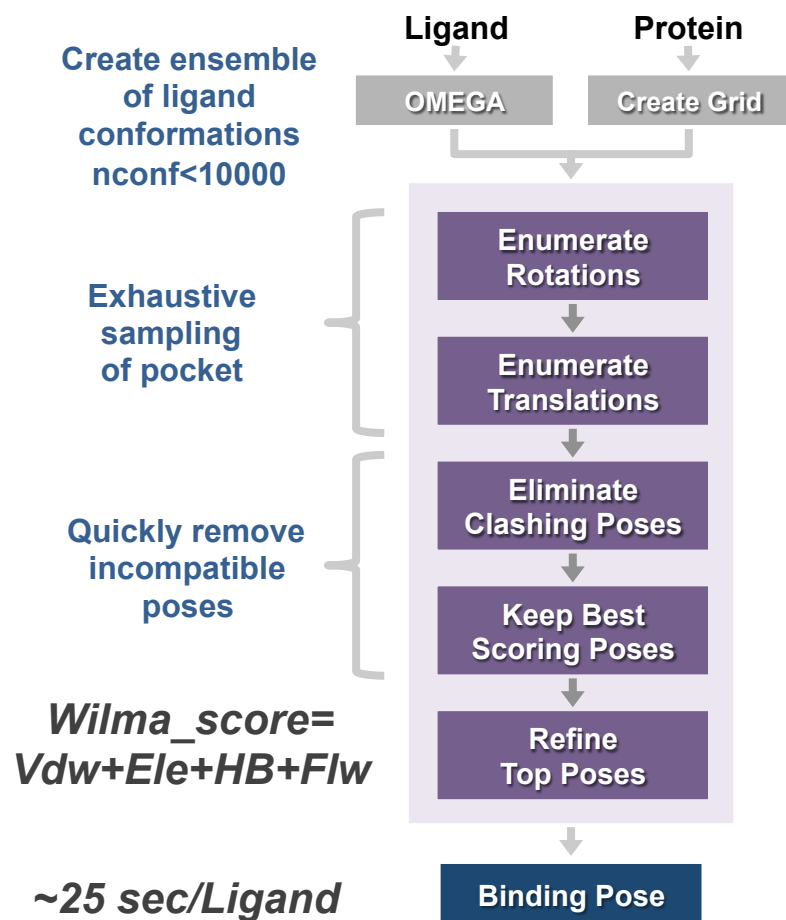 Ligand
Protein
Create ensemble
of ligand
conformations
nconf<10000
OMEGA
Create Grid
Enumerate
Rotations
Exhaustive
sampling
of pocket
Enumerate
Translations
Eliminate
Clashing Poses
Quickly remove
incompatible
poses
Keep Best
Scoring Poses
Wilma_score=
Vdw+Ele+HB+Flw
Refine
Top Poses
~25 sec/Ligand
Binding Pose